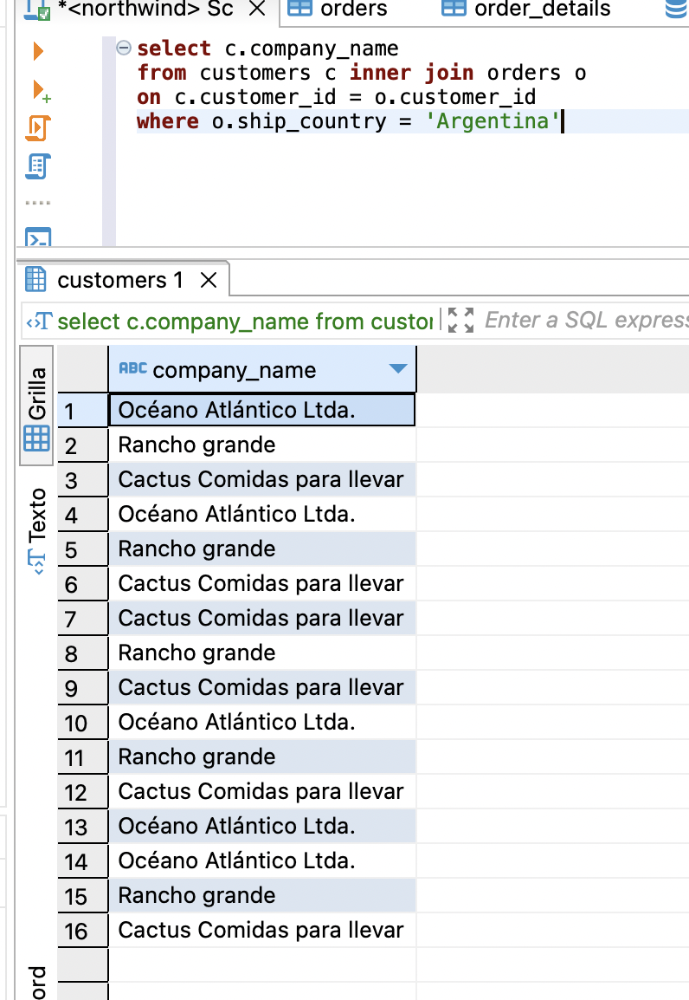 *<northwind> Sc
orders
order_details
select c.company_name
from customers c inner join orders o
on c.customer_id = o.customer_id
where o.ship_country = 'Argentina'
customers 1
select c.company_name from custo
Enter a SQL express
Grilla
Texto
ord
ABC company_name
1 Océano Atlántico Ltda.
2 Rancho grande
3 Cactus Comidas para llevar
4 Océano Atlántico Ltda.
5 Rancho grande
6 Cactus Comidas para llevar
7 Cactus Comidas para llevar
8 Rancho grande
9 Cactus Comidas para llevar
10 Océano Atlántico Ltda.
11 Rancho grande
12 Cactus Comidas para llevar
13 Océano Atlántico Ltda.
14 Océano Atlántico Ltda.
15 Rancho grande
16 Cactus Comidas para llevar